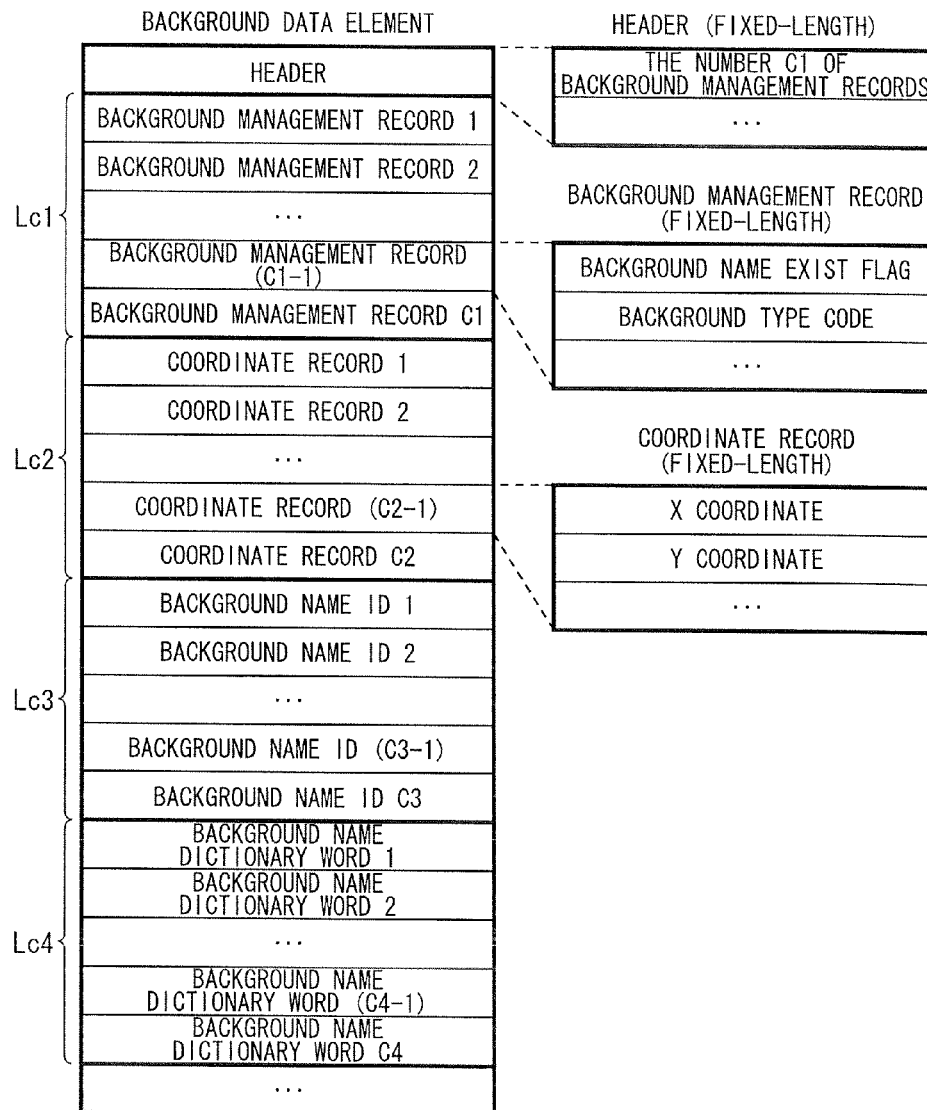 BACKGROUND DATA ELEMENT
HEADER
BACKGROUND MANAGEMENT RECORD 1
BACKGROUND MANAGEMENT RECORD 2
...
BACKGROUND MANAGEMENT RECORD
(C1-1)
BACKGROUND MANAGEMENT RECORD C1
Lc1
COORDINATE RECORD 1
COORDINATE RECORD 2
...
COORDINATE RECORD (C2-1)
COORDINATE RECORD C2
Lc2
BACKGROUND NAME ID 1
BACKGROUND NAME ID 2
...
BACKGROUND NAME ID (C3-1)
BACKGROUND NAME ID C3
Lc3
BACKGROUND NAME
DICTIONARY WORD 1
BACKGROUND NAME
DICTIONARY WORD 2
...
BACKGROUND NAME
DICTIONARY WORD (C4-1)
BACKGROUND NAME
DICTIONARY WORD C4
Lc4
...
HEADER (FIXED-LENGTH)
THE NUMBER C1 OF
BACKGROUND MANAGEMENT RECORDS
...
BACKGROUND MANAGEMENT RECORD
(FIXED-LENGTH)
BACKGROUND NAME EXIST FLAG
BACKGROUND TYPE CODE
...
COORDINATE RECORD
(FIXED-LENGTH)
X COORDINATE
Y COORDINATE
...